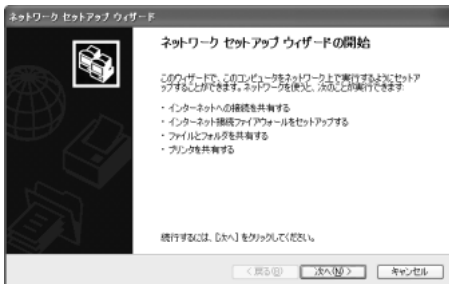 ネットワーク セットアップ ウィザード
ネットワーク セットアップ ウィザードの開始
このウィザードで、このコンピュータをネットワーク上で実行するようにセットア
ップすることができます。ネットワークを使うと、次のことが実行できます:
・インターネットへの接続を共有する
・インターネット接続ファイアウォールをセットアップする
・ファイルとフォルダを共有する
・プリンタを共有する
続行するには、[次へ] をクリックしてください。
< 戻る(B)
次へ(N) >
キャンセル